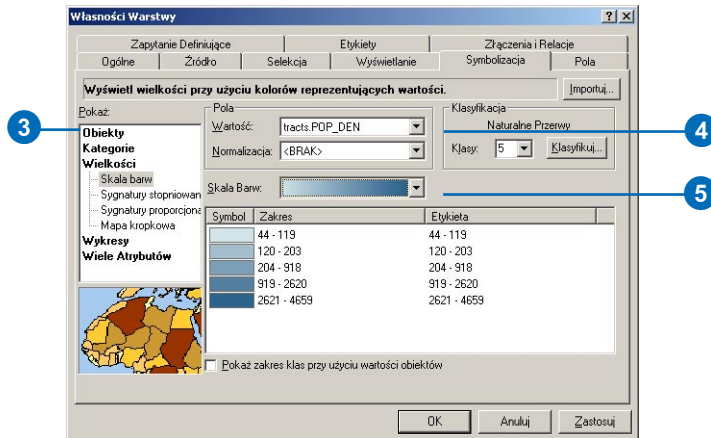 Własności Warstwy
Zapytanie Definiujące Etykiety Złączenia i Relacje
Ogólne Źródło Selekcja Wyświetlanie Symbolizacja Pola
Wyświetl wielkości przy użyciu kolorów reprezentujących wartości.
Importuj...
Pokaż:
Obiekty
Kategorie
Wielkości
Skala barw
Sygnatury stopniowan
Sygnatury proporcjona
Mapa kropkowa
Wykresy
Wiele Atrybutów
Pola
Wartość: tracts.POP_DEN
Normalizacja: <BRAK>
Klasyfikacja
Naturalne Przerwy
Klasy: 5 Klasyfikuj...
Skala Barw:
Symbol Zakres Etykieta
44 - 119 44 - 119
120 - 203 120 - 203
204 - 918 204 - 918
919 - 2620 919 - 2620
2621 - 4659 2621 - 4659
Pokaż zakres klas przy użyciu wartości obiektów
OK Anuluj Zastosuj
3
4
5